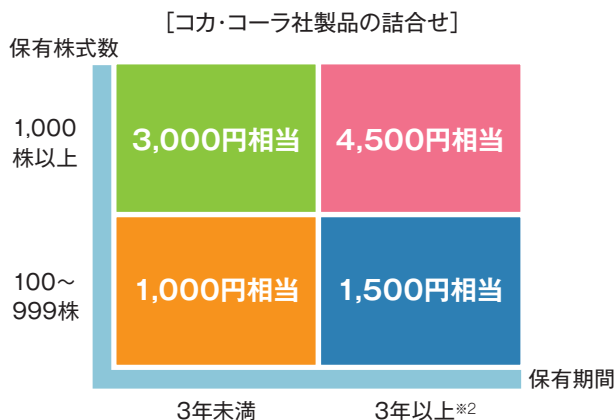 [コカ・コーラ社製品の詰合せ]
保有株式数
1,000
株以上
3,000円相当
4,500円相当
100～
999株
1,000円相当
1,500円相当
保有期間
3年未満
3年以上※2